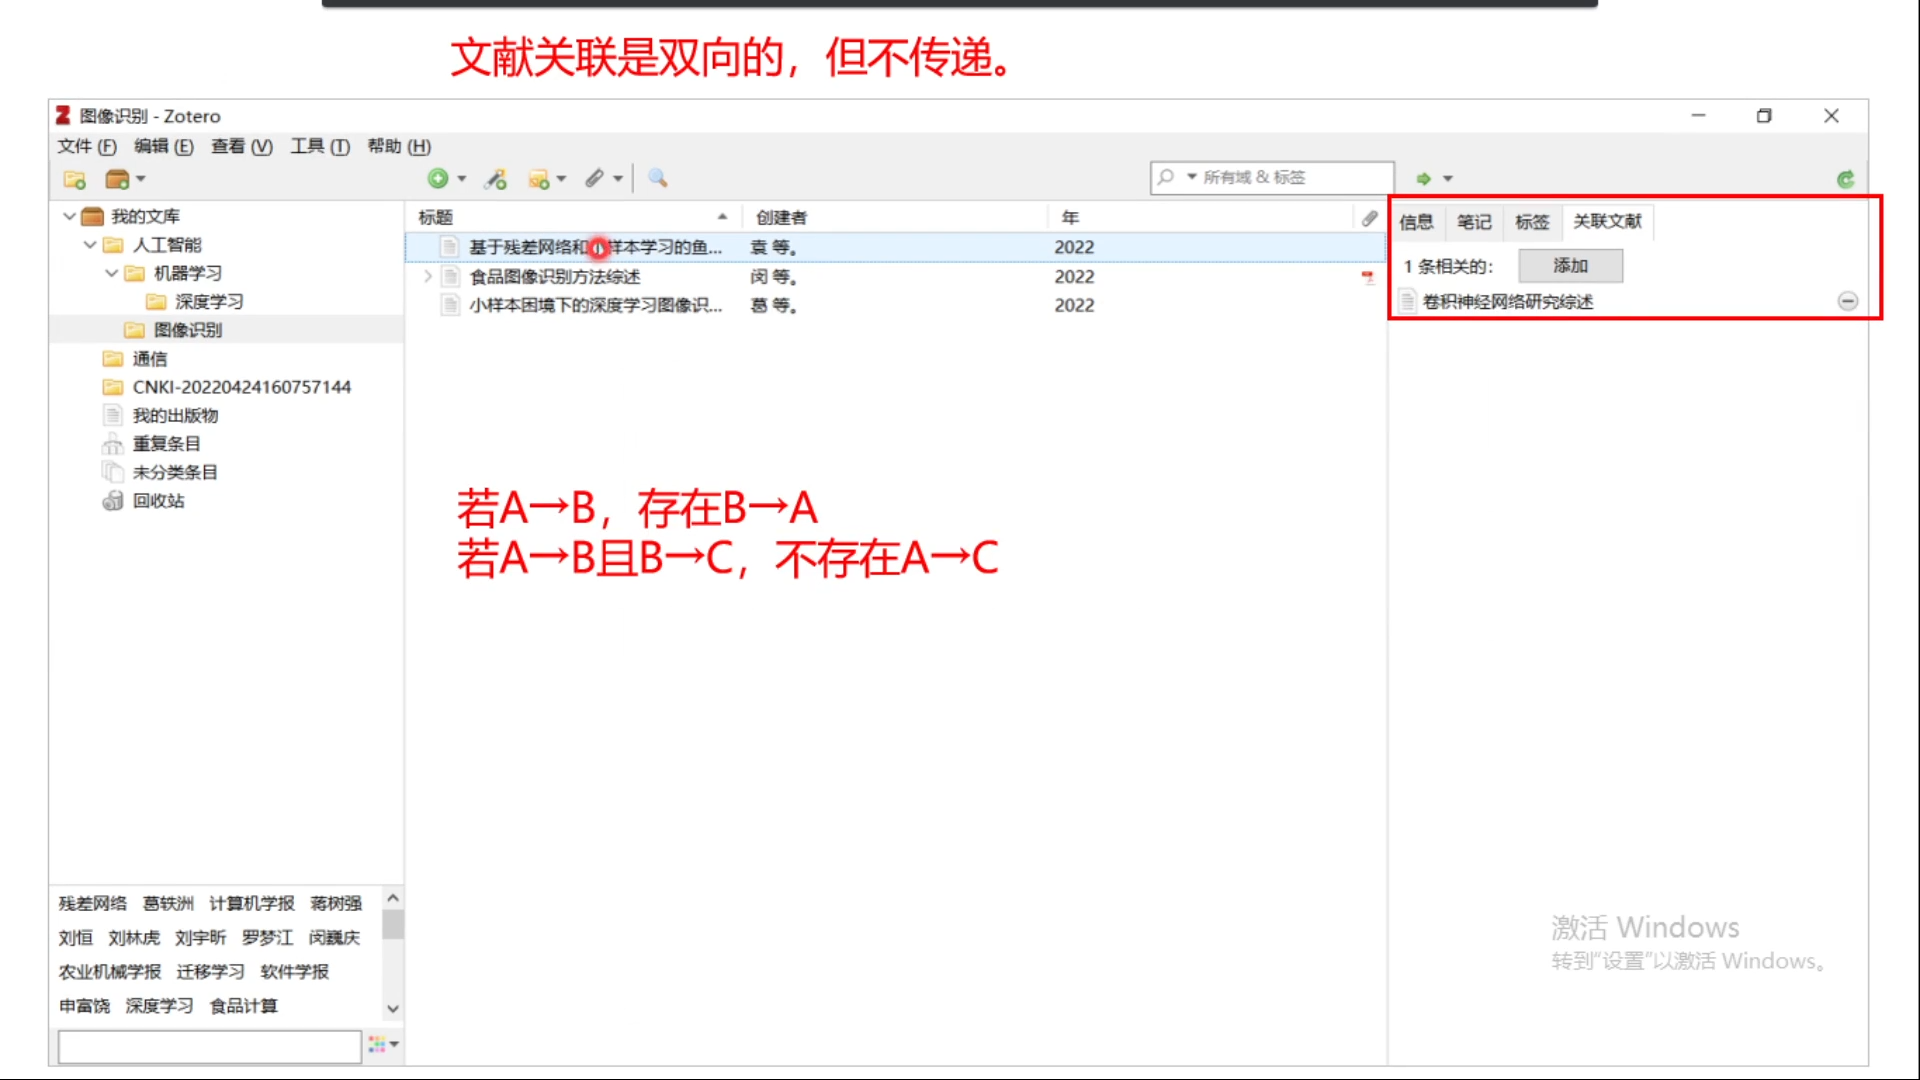 文献关联是双向的，但不传递。
图像识别 - Zotero
文件 (F) 编辑 (E) 查看 (V) 工具 (T) 帮助 (H)
所有域 & 标签
我的文库
人工智能
机器学习
深度学习
图像识别
通信
CNKI-20220424160757144
我的出版物
重复条目
未分类条目
回收站
标题 创建者 年
基于残差网络和小样本学习的鱼... 袁 等。 2022
食品图像识别方法综述 闵 等。 2022
小样本困境下的深度学习图像识... 葛 等。 2022
信息 笔记 标签 关联文献
1 条相关的: 添加
卷积神经网络研究综述
若A→B，存在B→A
若A→B且B→C，不存在A→C
残差网络 葛轶洲 计算机学报 蒋树强
刘恒 刘林虎 刘宇昕 罗梦江 闵巍庆
农业机械学报 迁移学习 软件学报
申富饶 深度学习 食品计算
激活 Windows
转到"设置"以激活 Windows。